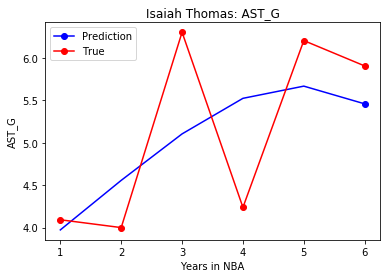 Isaiah Thomas: AST_G
Prediction
True
AST_G
6.0
5.5
5.0
4.5
4.0
1 2 3 4 5 6
Years in NBA